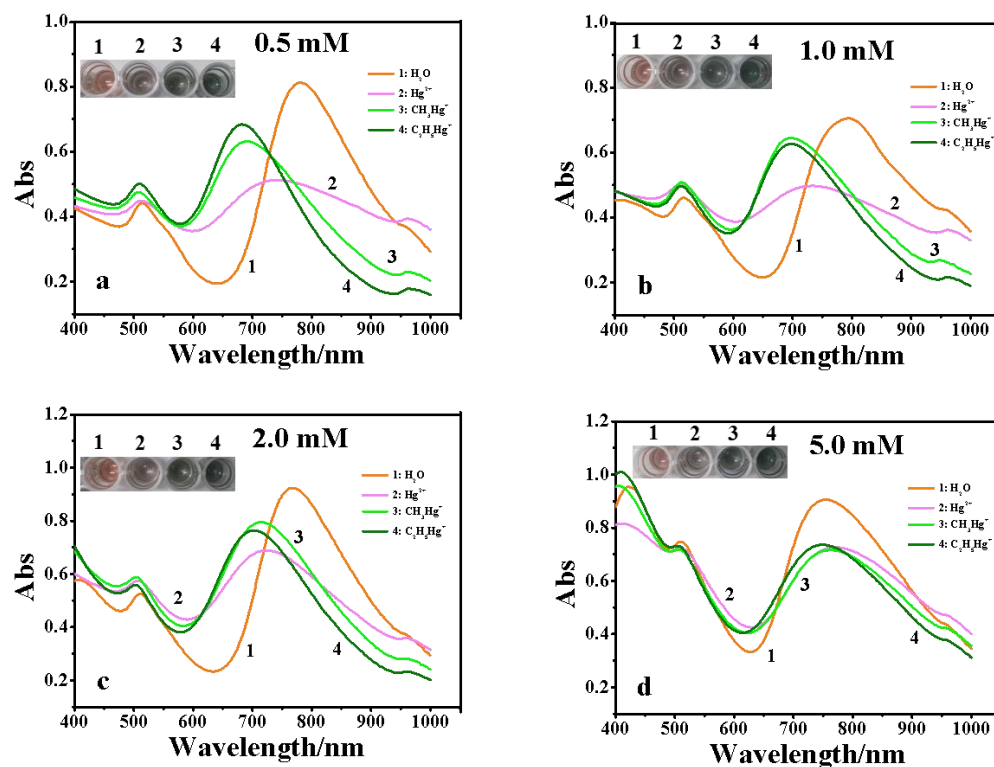 1.0
0.8
0.6
0.4
0.2
Abs
1 2 3 4
0.5 mM
1: H₂O
2: Hg²⁺
3: CH₃Hg⁺
4: C₂H₅Hg⁺
2
1
3
4
a
400 500 600 700 800 900 1000
Wavelength/nm
1.0
0.8
0.6
0.4
0.2
Abs
1 2 3 4
1.0 mM
1: H₂O
2: Hg²⁺
3: CH₃Hg⁺
4: C₂H₅Hg⁺
2
1
3
4
b
400 500 600 700 800 900 1000
Wavelength/nm
1.2
1.0
0.8
0.6
0.4
0.2
Abs
1 2 3 4
2.0 mM
1: H₂O
2: Hg²⁺
3: CH₃Hg⁺
4: C₂H₅Hg⁺
3
2
1
4
c
400 500 600 700 800 900 1000
Wavelength/nm
1.2
1.0
0.8
0.6
0.4
0.2
Abs
1 2 3 4
5.0 mM
1: H₂O
2: Hg²⁺
3: CH₃Hg⁺
4: C₂H₅Hg⁺
2
3
1
4
d
400 500 600 700 800 900 1000
Wavelength/nm